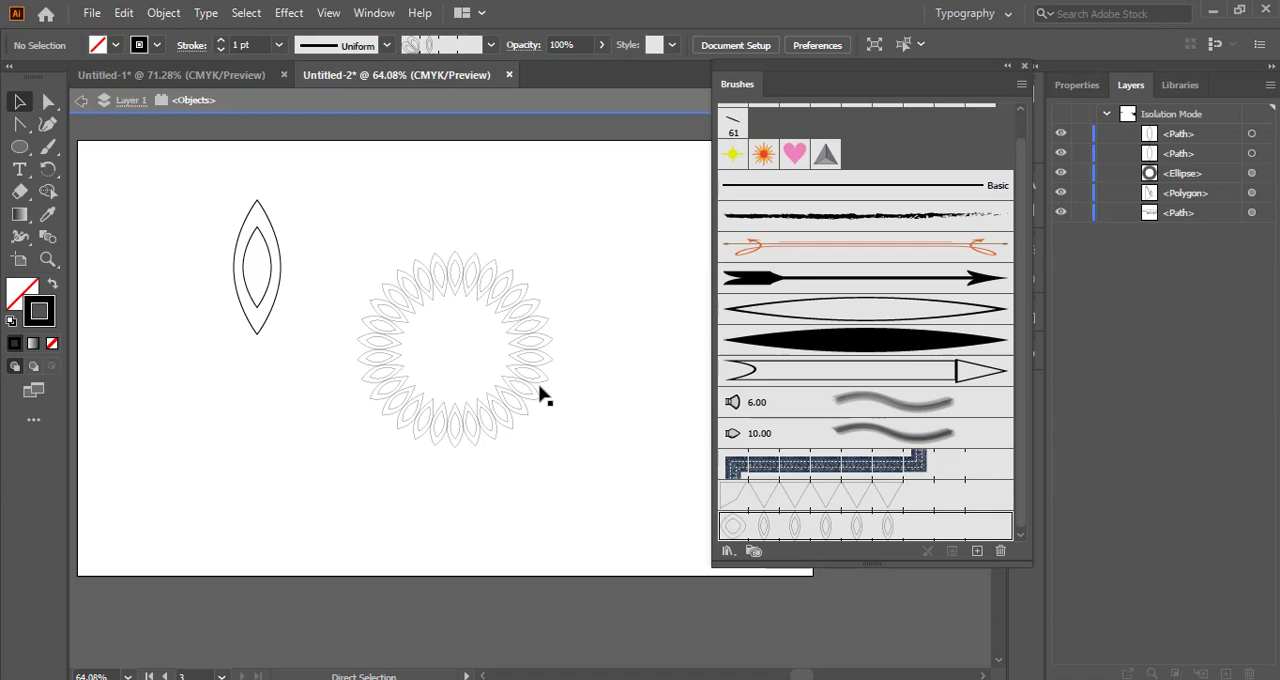 Ai File Edit Object Type Select Effect View Window Help Typography Search Adobe Stock
No Selection Stroke: 1 pt Uniform Opacity: 100% Style: Document Setup Preferences
Untitled-1* @ 71.28% (CMYK/Preview) × Untitled-2* @ 64.08% (CMYK/Preview) ×
Layer 1 <Objects>
Brushes
61
Basic
6.00
10.00
Properties Layers Libraries
Isolation Mode
<Path>
<Path>
<Ellipse>
<Polygon>
<Path>
64.08% 3 Direct Selection